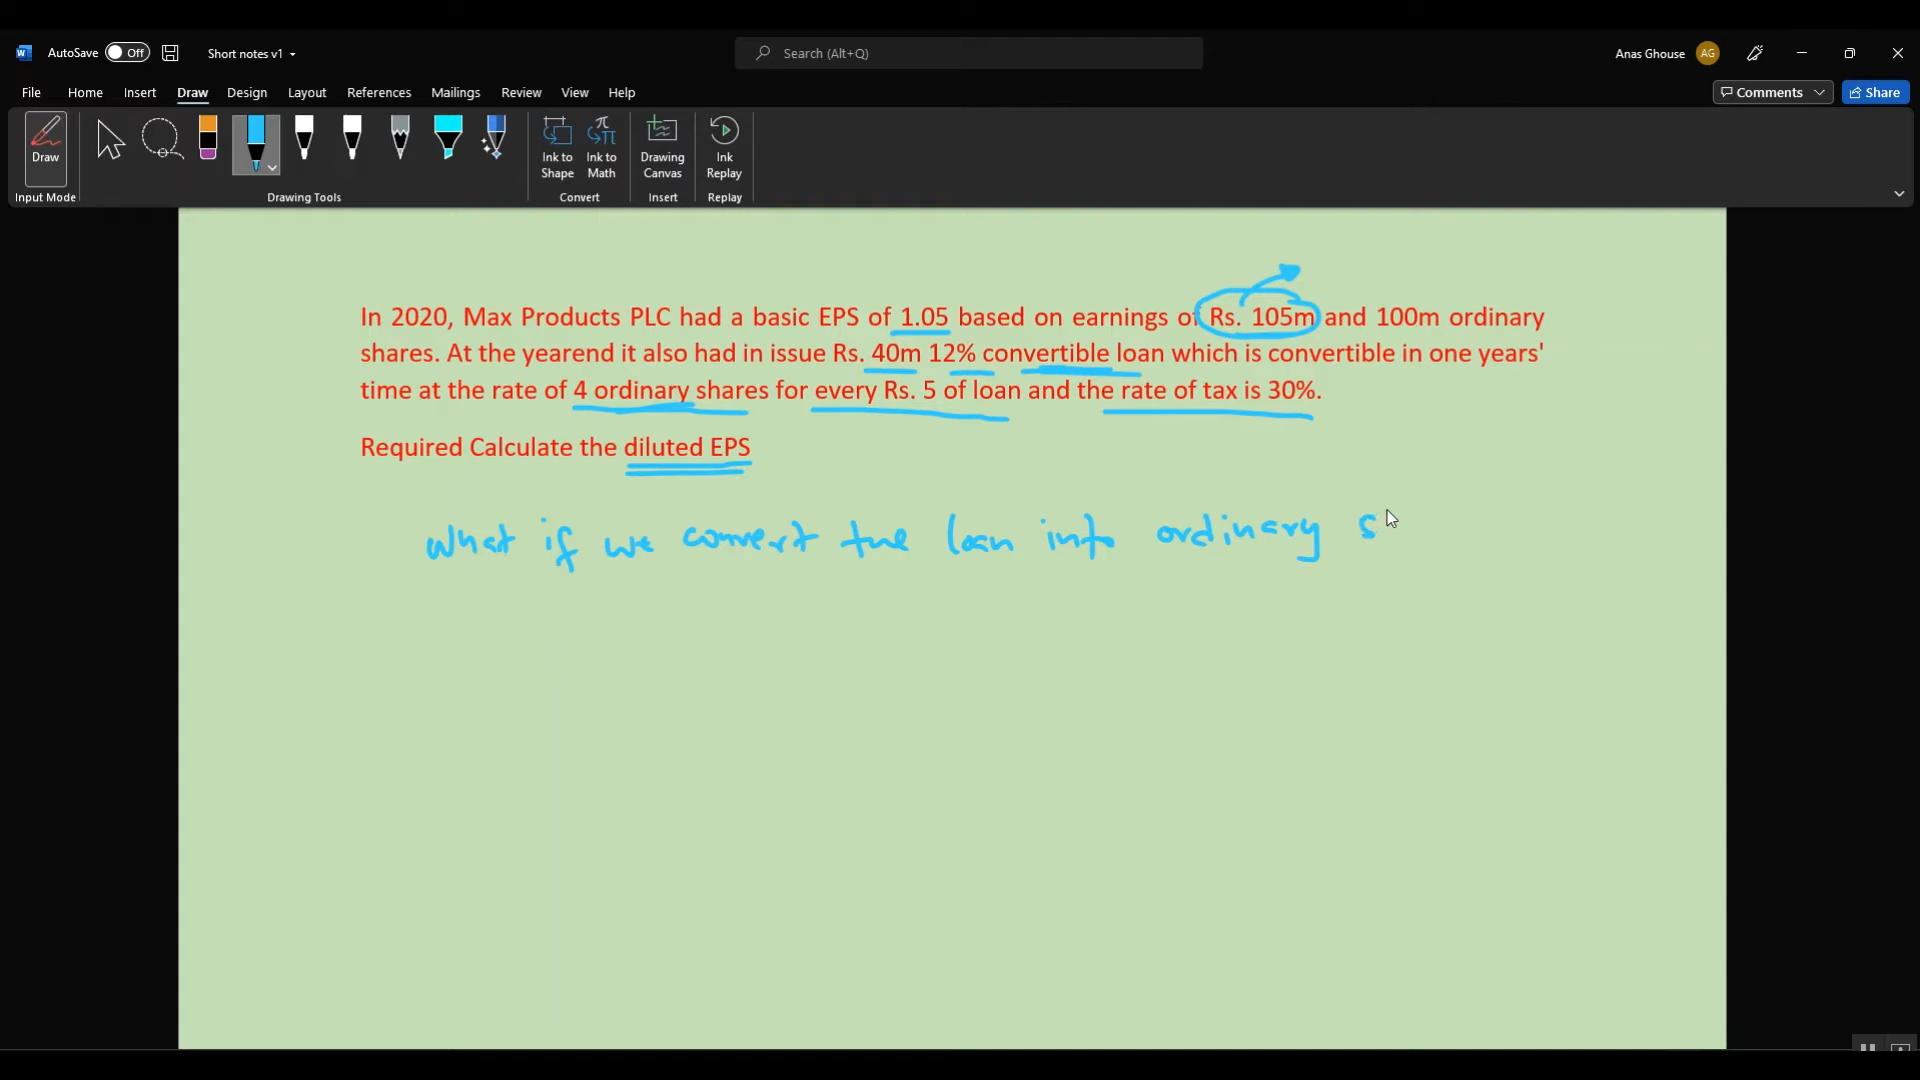 AutoSave Off Short notes v1 Search (Alt+Q) Anas Ghouse AG
File Home Insert Draw Design Layout References Mailings Review View Help Comments Share
Draw Ink to Shape Ink to Math Drawing Canvas Ink Replay
Input Mode Drawing Tools Convert Insert Replay
In 2020, Max Products PLC had a basic EPS of 1.05 based on earnings of Rs. 105m and 100m ordinary
shares. At the yearend it also had in issue Rs. 40m 12% convertible loan which is convertible in one years'
time at the rate of 4 ordinary shares for every Rs. 5 of loan and the rate of tax is 30%.
Required Calculate the diluted EPS
what if we convert the loan into ordinary s